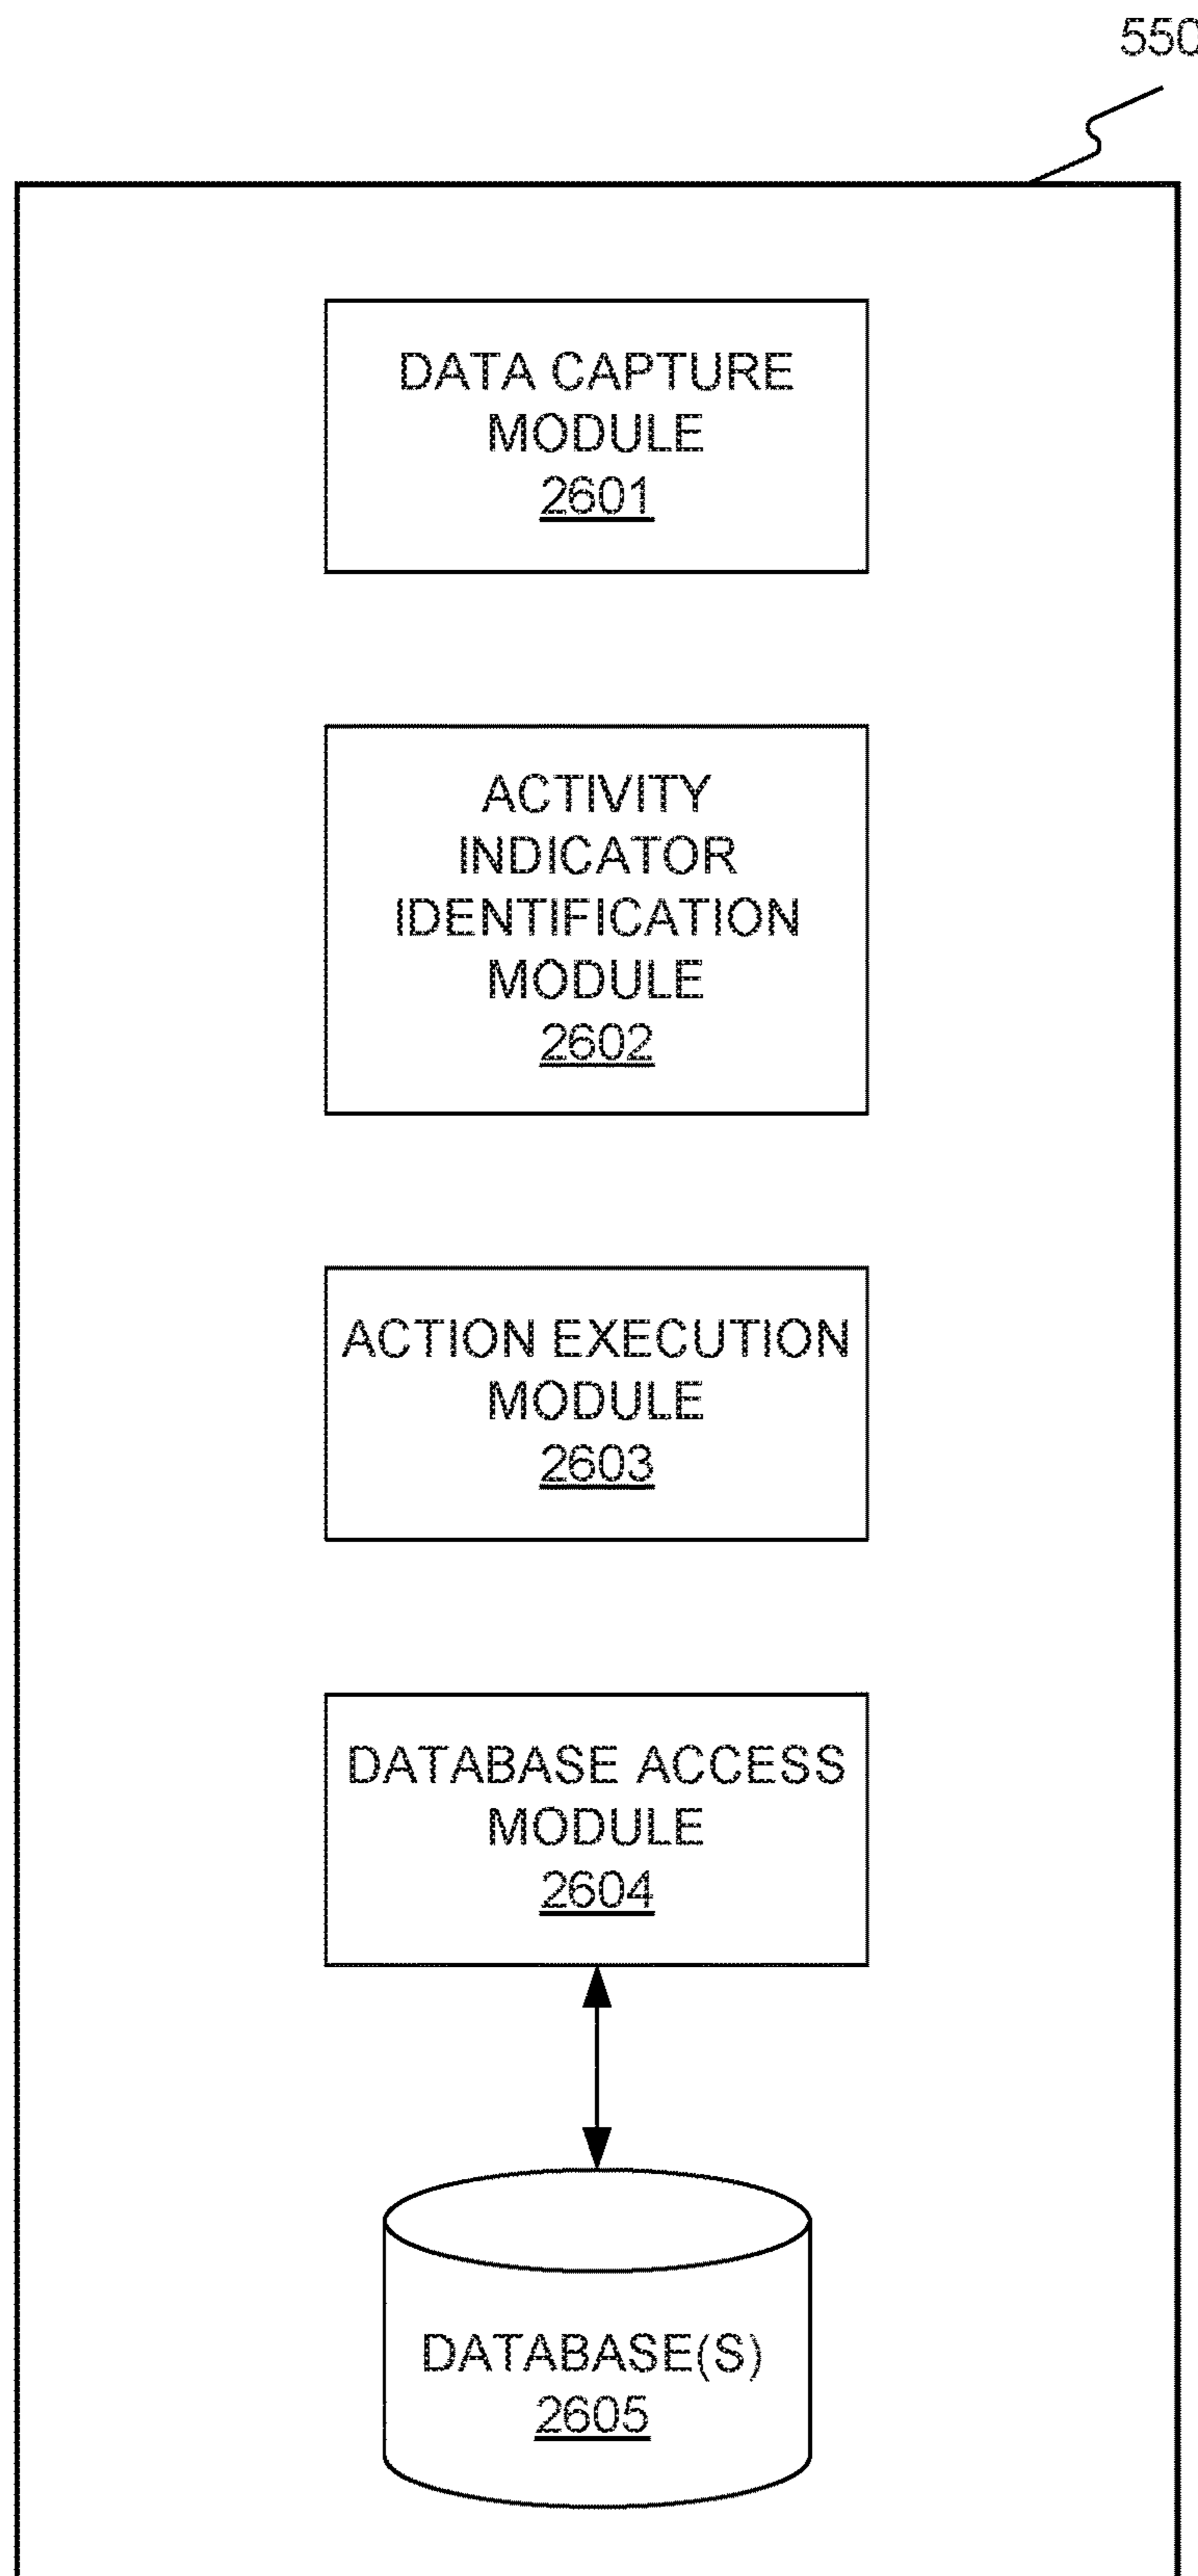 550
DATA CAPTURE
MODULE
2601
ACTIVITY
INDICATOR
IDENTIFICATION
MODULE
2602
ACTION EXECUTION
MODULE
2603
DATABASE ACCESS
MODULE
2604
DATABASE(S)
2605